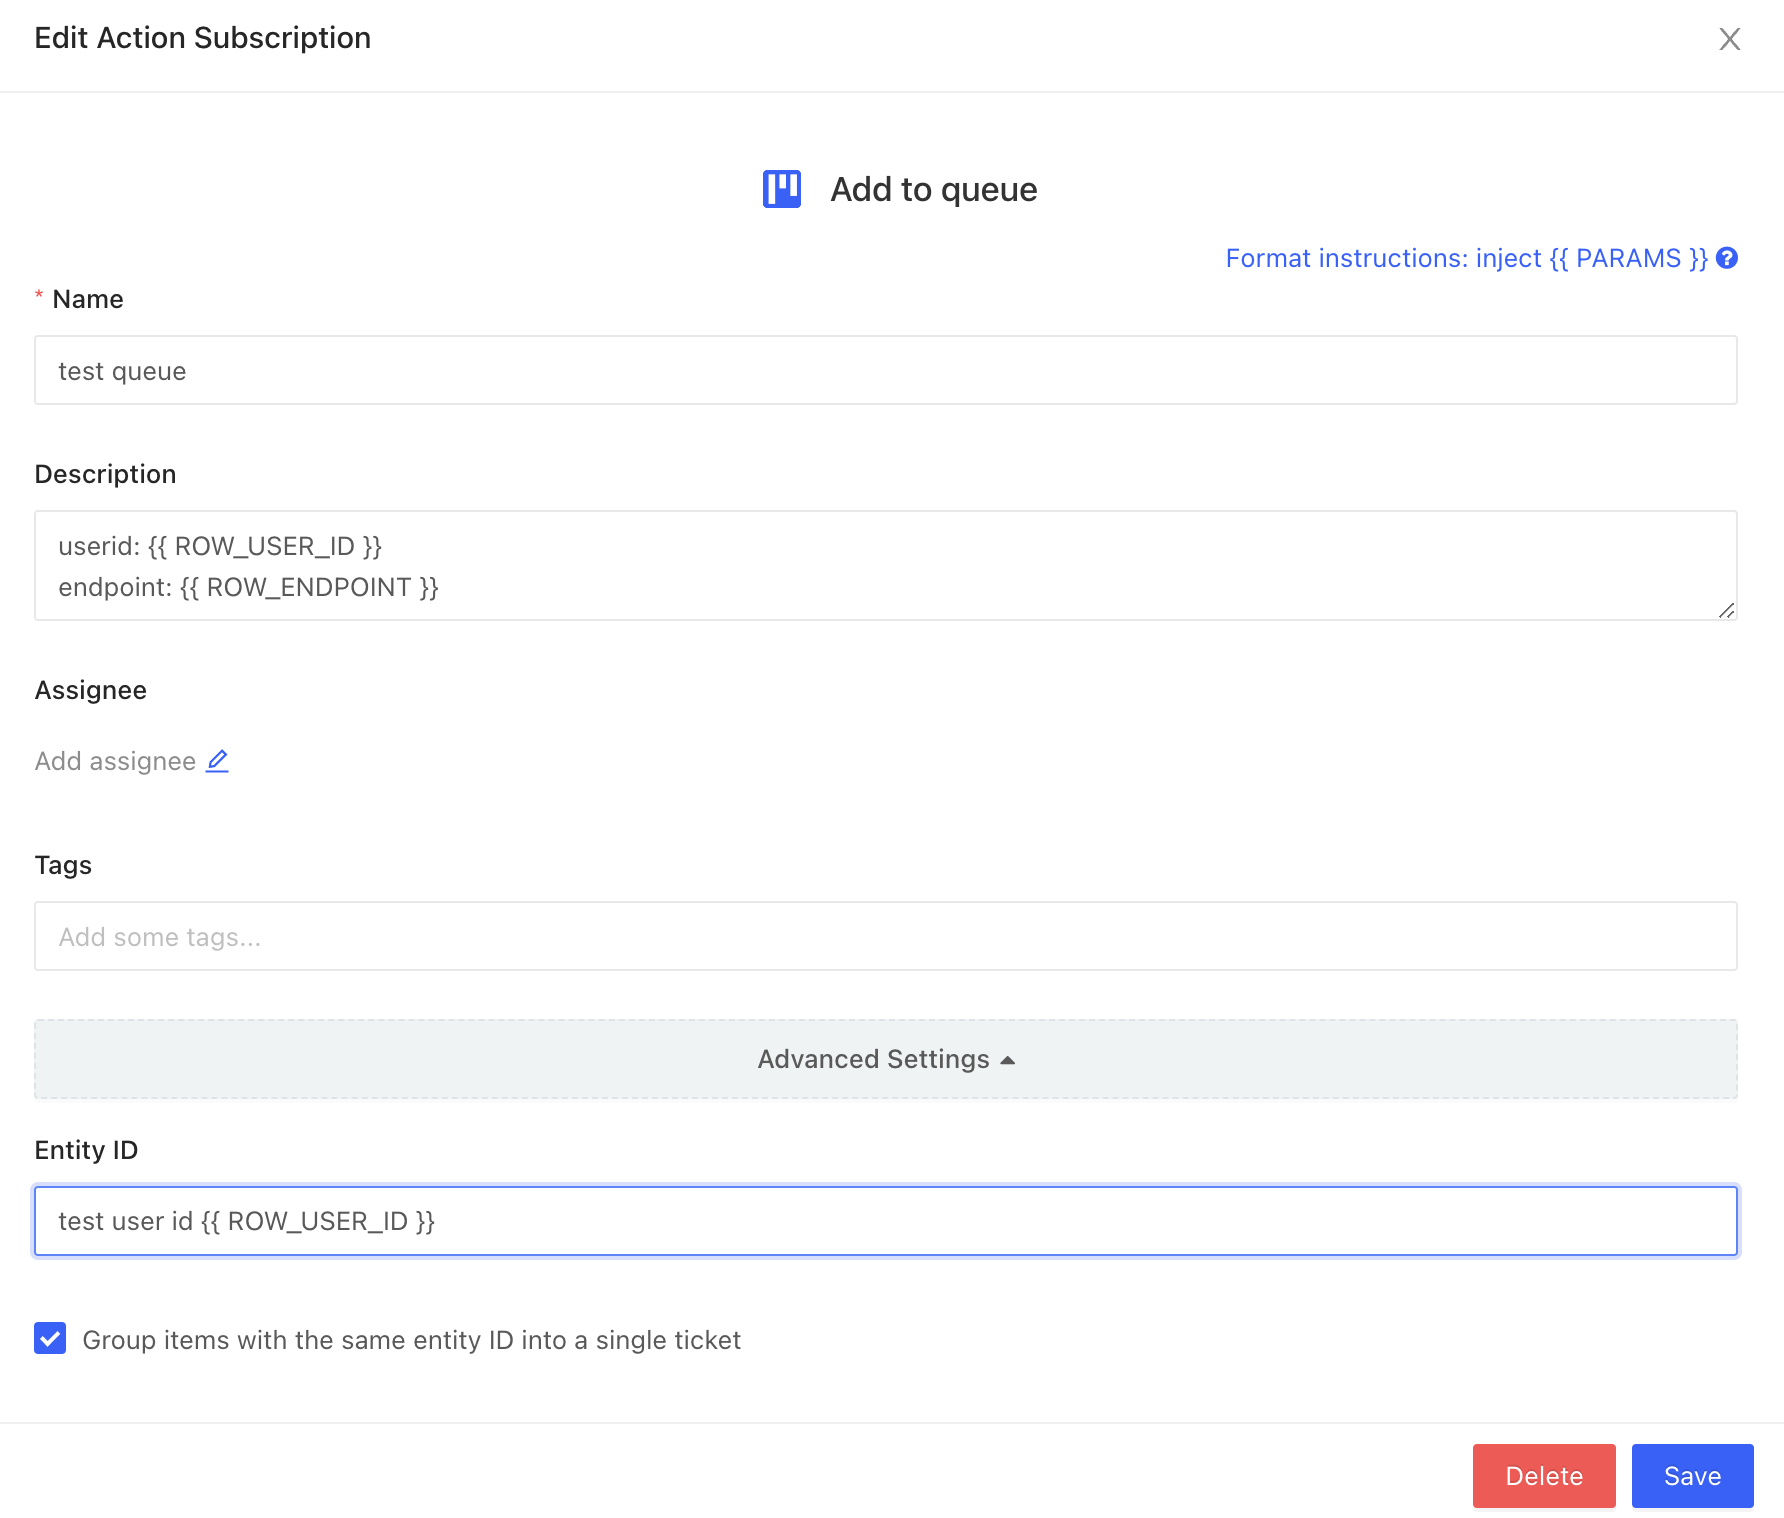 Edit Action Subscription
Add to queue
Format instructions: inject {{ PARAMS }}
* Name
test queue
Description
userid: {{ ROW_USER_ID }}
endpoint: {{ ROW_ENDPOINT }}
Assignee
Add assignee
Tags
Add some tags...
Advanced Settings
Entity ID
test user id {{ ROW_USER_ID }}
Group items with the same entity ID into a single ticket
Delete
Save